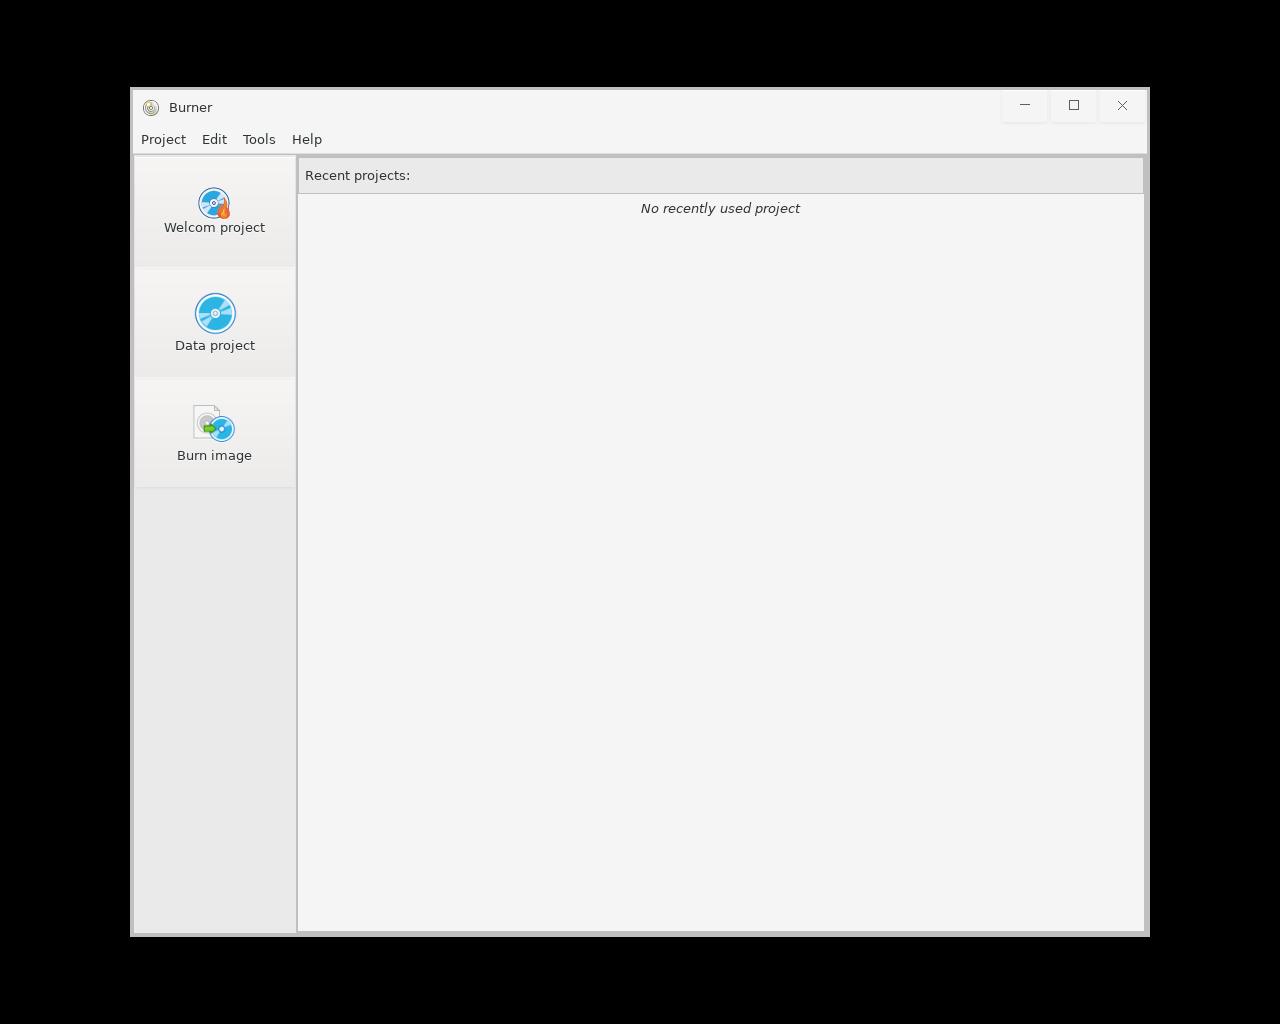 Burner
Project Edit Tools Help
Recent projects:
No recently used project
Welcom project
Data project
Burn image